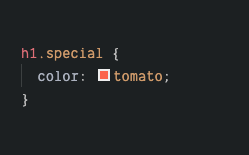 h1.special {
  color: tomato;
}